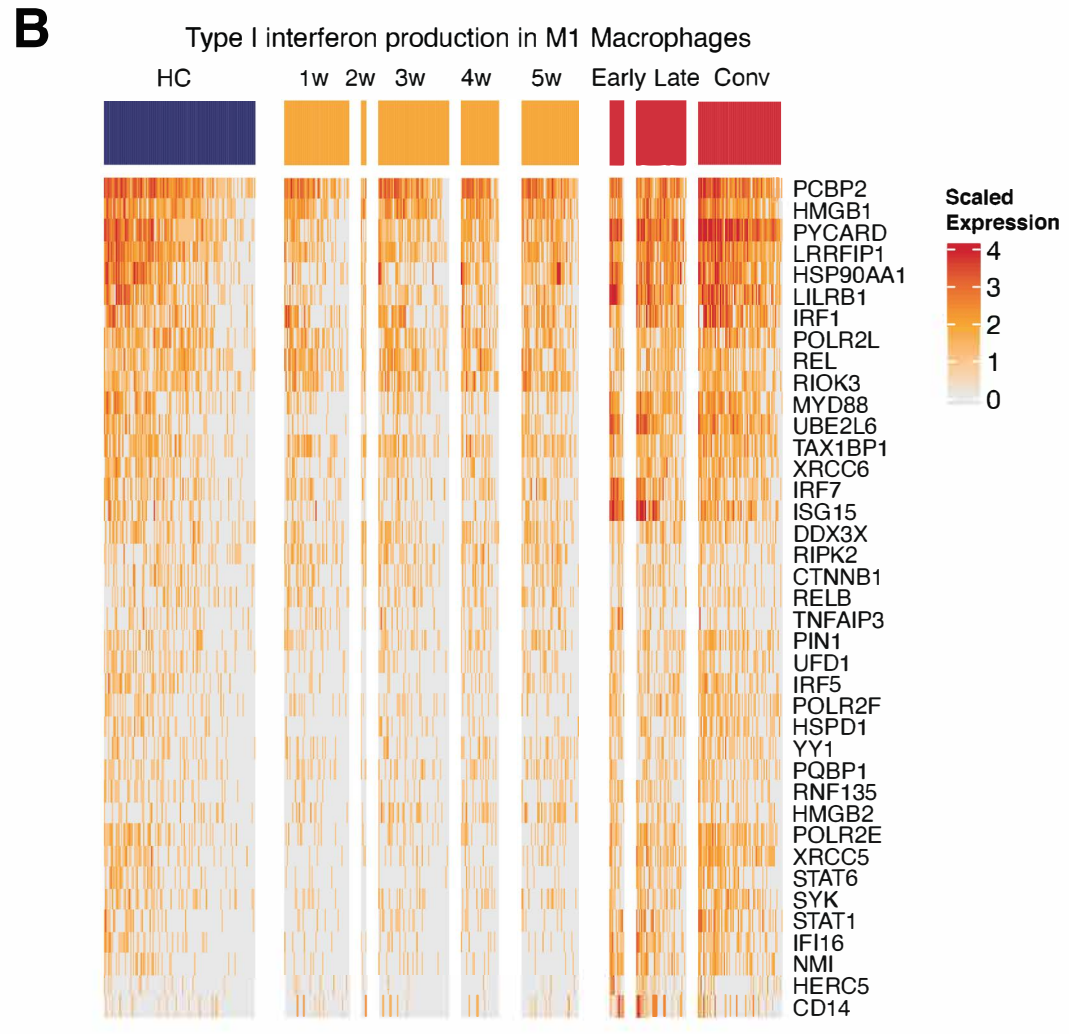 B
Type I interferon production in M1 Macrophages
HC 1w 2w 3w 4w 5w Early Late Conv
PCBP2
HMGB1
PYCARD
LRRFIP1
HSP90AA1
LILRB1
IRF1
POLR2L
REL
RIOK3
MYD88
UBE2L6
TAX1BP1
XRCC6
IRF7
ISG15
DDX3X
RIPK2
CTNNB1
RELB
TNFAIP3
PIN1
UFD1
IRF5
POLR2F
HSPD1
YY1
PQBP1
RNF135
HMGB2
POLR2E
XRCC5
STAT6
SYK
STAT1
IFI16
NMI
HERC5
CD14
Scaled
Expression
4
3
2
1
0